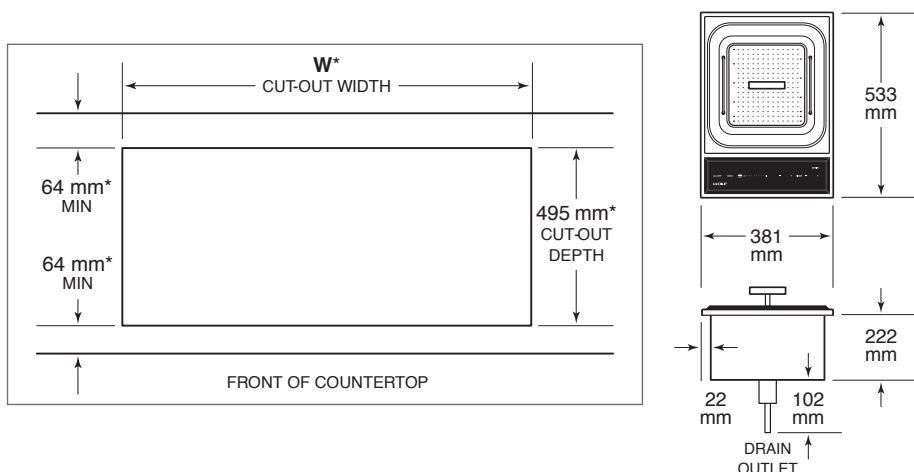 W*
CUT-OUT WIDTH
64 mm*
MIN
64 mm*
MIN
495 mm*
CUT-OUT
DEPTH
FRONT OF COUNTERTOP
533
mm
381
mm
222
mm
22
mm
102
mm
DRAIN
OUTLET